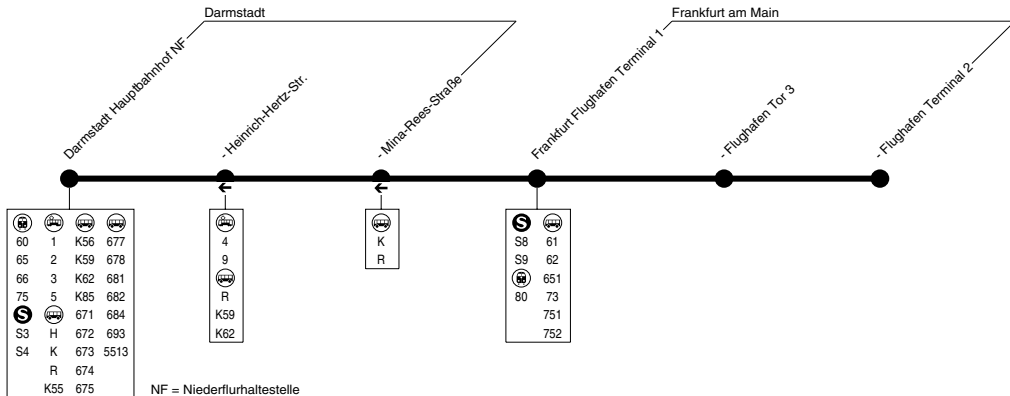 Darmstadt
Frankfurt am Main
Darmstadt Hauptbahnhof NF
- Heinrich-Hertz-Str.
- Mina-Rees-Straße
Frankfurt Flughafen Terminal 1
- Flughafen Tor 3
- Flughafen Terminal 2
60 1 K56 677
65 2 K59 678
66 3 K62 681
75 5 K85 682
S 671 684
S3 H 672 693
S4 K 673 5513
R 674
K55 675
4
9
R
K59
K62
K
R
S
S8 61
S9 62
651
80 73
751
752
NF = Niederflurhaltestelle